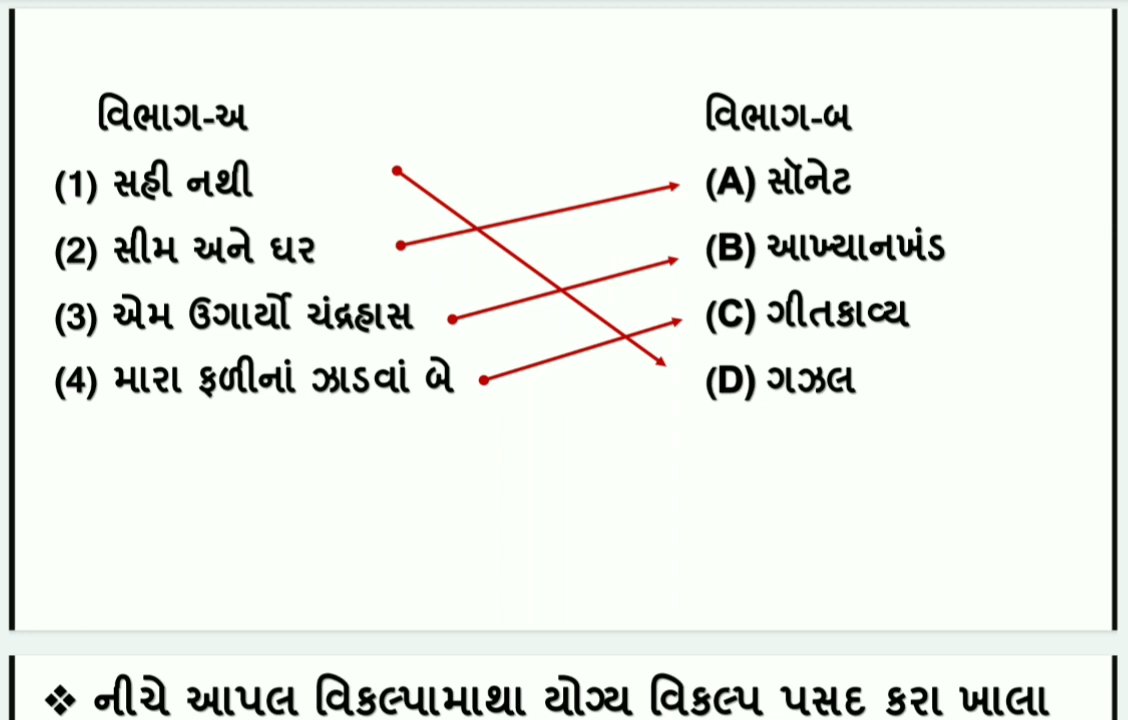 વિભાગ-અ વિભાગ-બ
(1) સહી નથી (A) સૉનેટ
(2) સીમ અને ઘર (B) આખ્યાનખંડ
(3) એમ ઉગાર્યો ચંદ્રહાસ (C) ગીતકાવ્ય
(4) મારા ફળીનાં ઝાડવાં બે (D) ગઝલ
❖ નીચે આપેલ વિકલ્પોમાંથી યોગ્ય વિકલ્પ પસંદ કરી ખાલી